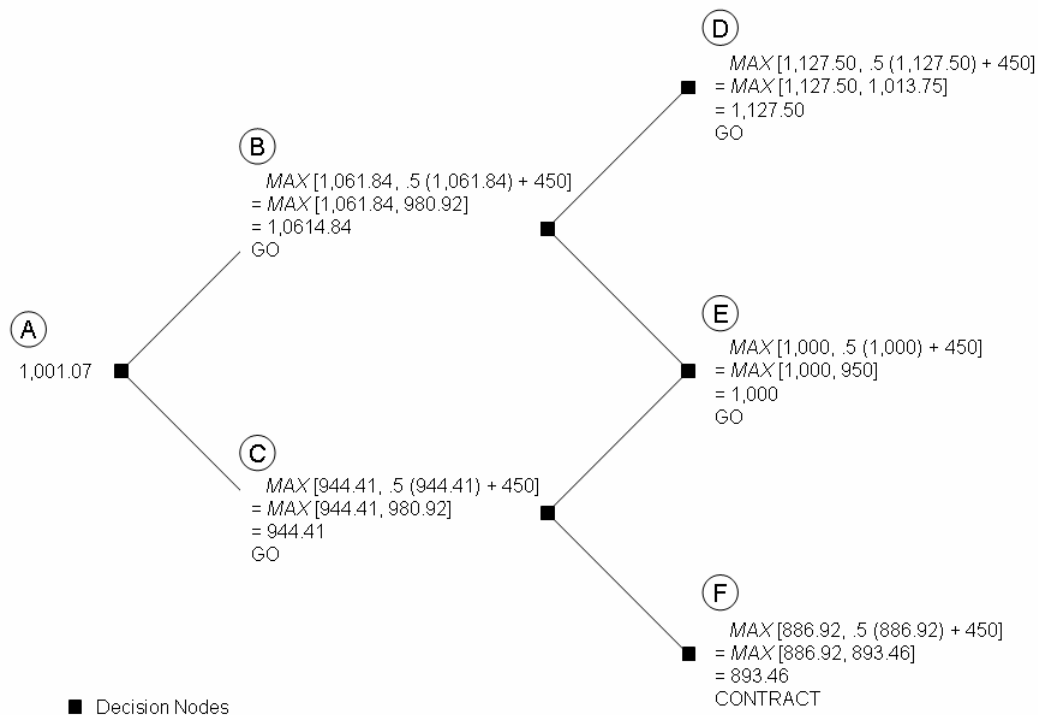 D
MAX [1,127.50, .5 (1,127.50) + 450]
= MAX [1,127.50, 1,013.75]
= 1,127.50
GO
B
MAX [1,061.84, .5 (1,061.84) + 450]
= MAX [1,061.84, 980.92]
= 1,0614.84
GO
A
1,001.07
E
MAX [1,000, .5 (1,000) + 450]
= MAX [1,000, 950]
= 1,000
GO
C
MAX [944.41, .5 (944.41) + 450]
= MAX [944.41, 980.92]
= 944.41
GO
F
MAX [886.92, .5 (886.92) + 450]
= MAX [886.92, 893.46]
= 893.46
CONTRACT
Decision Nodes